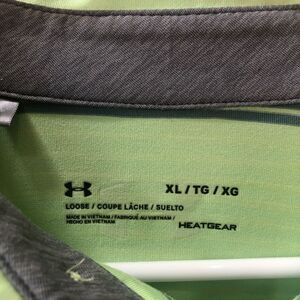 XL / TG / XG
LOOSE / COUPE LÂCHE / SUELTO
MADE IN VIETNAM / FABRIQUÉ AU VIETNAM /
HECHO EN VIETNAM
HEATGEAR